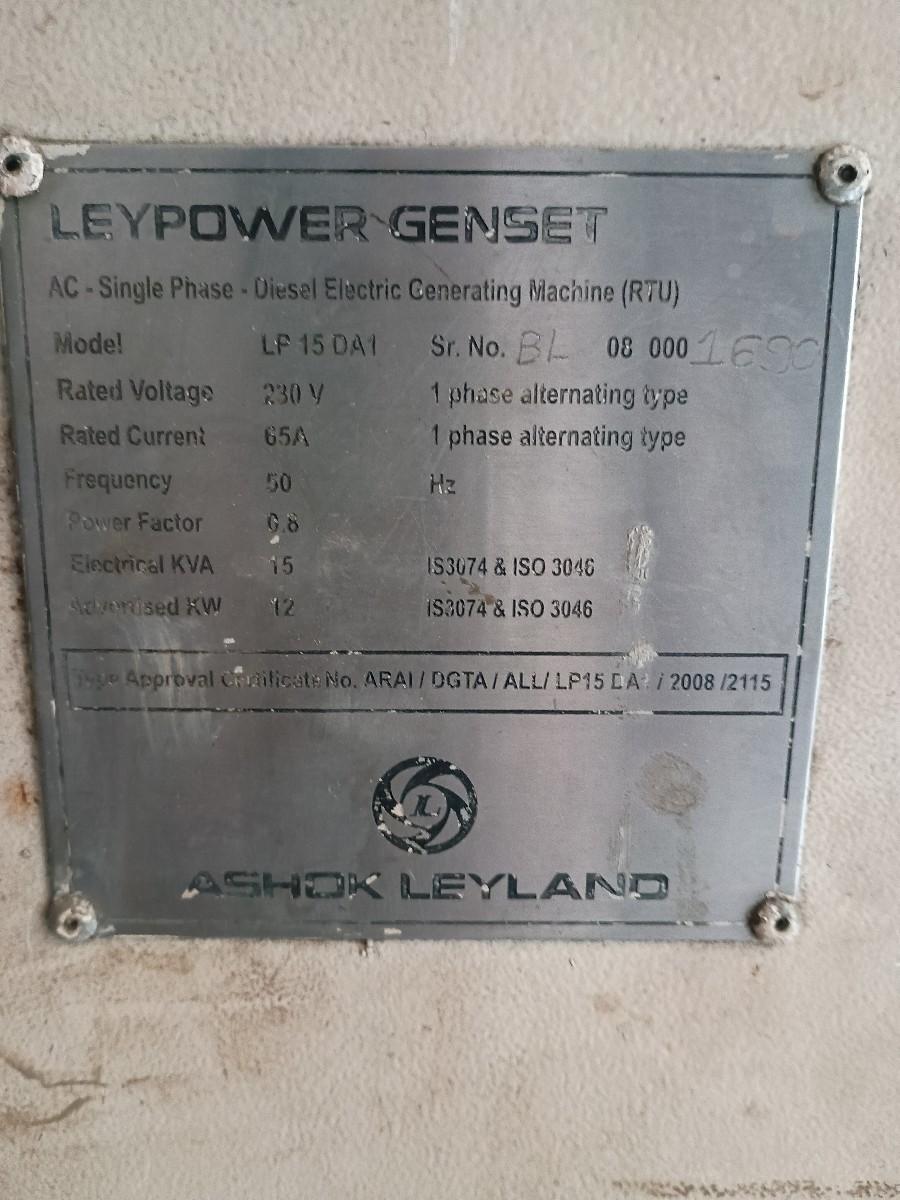 LEYPOWER GENSET
AC - Single Phase - Diesel Electric Generating Machine (RTU)
Model LP 15 DA1 Sr. No. BL 08 000
Rated Voltage 230 V 1 phase alternating type
Rated Current 65A 1 phase alternating type
Frequency 50 Hz
Power Factor 0.8
Electrical KVA 15 IS3074 & ISO 3046
Advertised KW 12 IS3074 & ISO 3046
Type Approval Certificate No. ARAI / DGTA / ALL/ LP15 DA1 / 2008 /2115
L
ASHOK LEYLAND